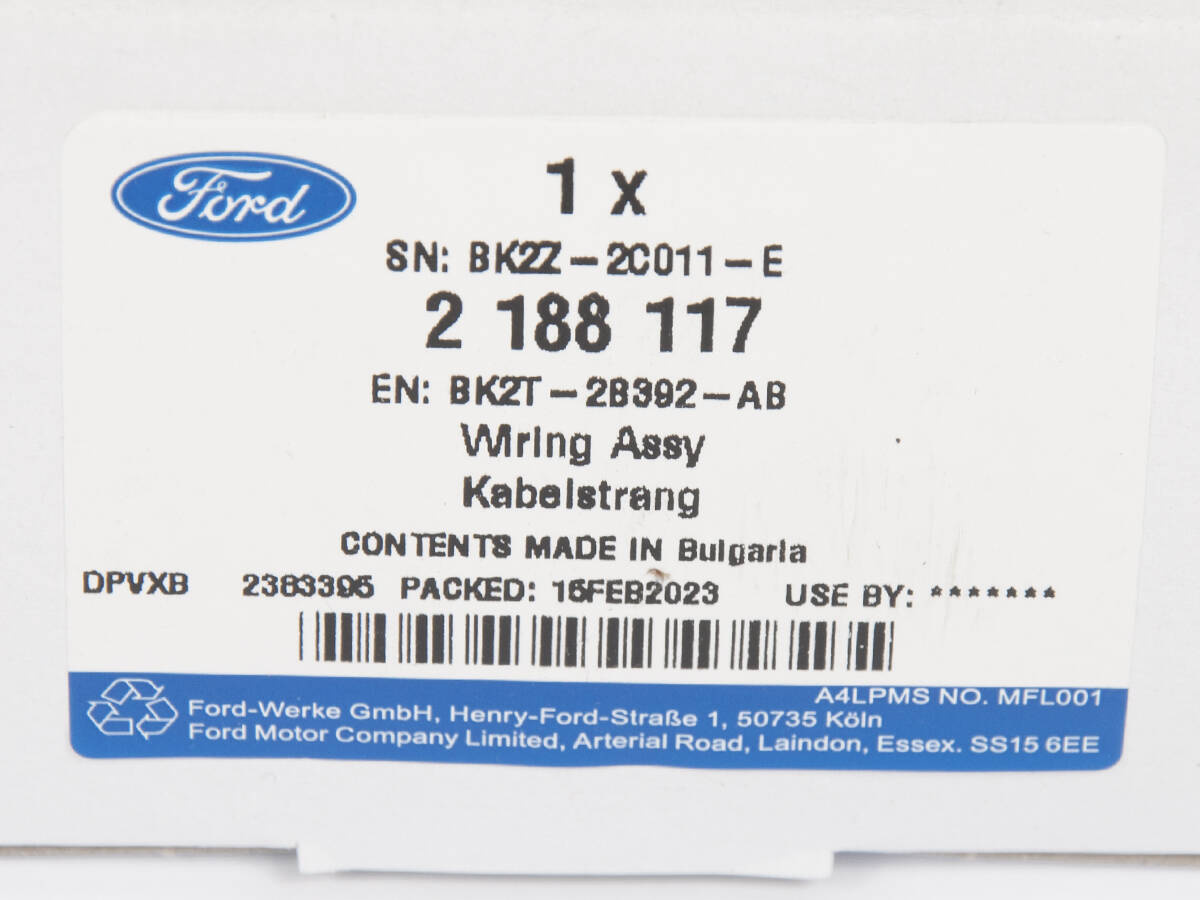 Ford
1 x
SN: BK2Z-2C011-E
2 188 117
EN: BK2T-2B392-AB
Wiring Assy
Kabelstrang
CONTENTS MADE IN Bulgaria
DPVXB 2383395 PACKED: 15FEB2023 USE BY: *******
A4LPMS NO. MFL001
Ford-Werke GmbH, Henry-Ford-Straße 1, 50735 Köln
Ford Motor Company Limited, Arterial Road, Laindon, Essex. SS15 6EE